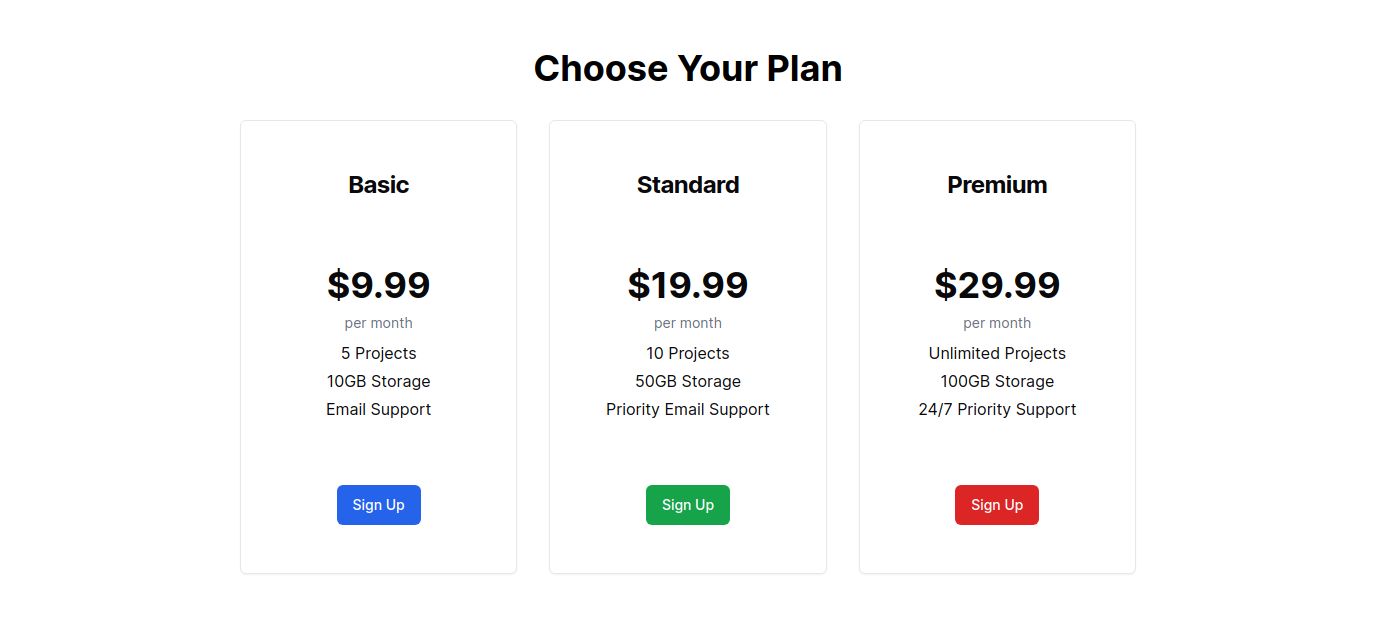 Choose Your Plan
Basic
$9.99
per month
5 Projects
10GB Storage
Email Support
Sign Up
Standard
$19.99
per month
10 Projects
50GB Storage
Priority Email Support
Sign Up
Premium
$29.99
per month
Unlimited Projects
100GB Storage
24/7 Priority Support
Sign Up